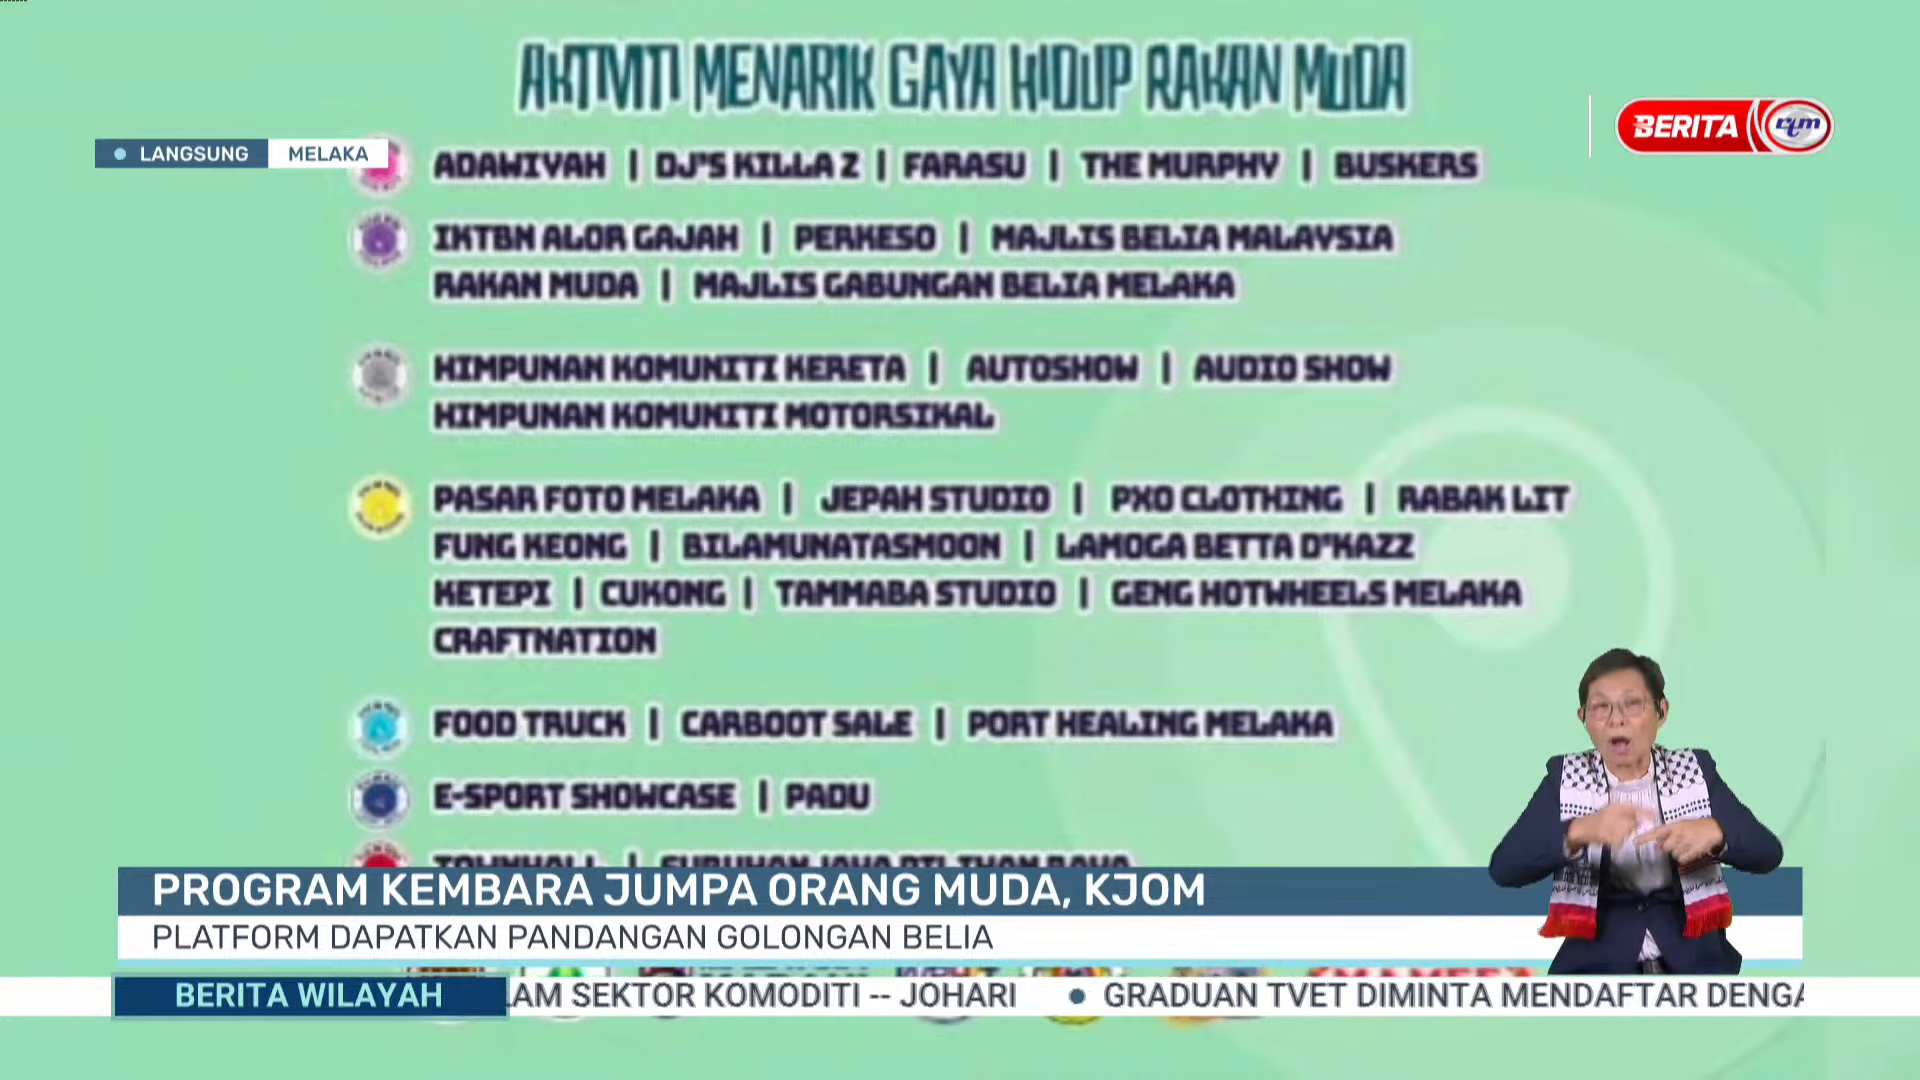 AKTIVITI MENARIK GAYA HIDUP RAKAN MUDA
BERITA rtm
LANGSUNG MELAKA
ADAWIYAH | DJ'S KILLA Z | FARASU | THE MURPHY | BUSKERS
IKTBN ALOR GAJAH | PERKESO | MAJLIS BELIA MALAYSIA
RAKAN MUDA | MAJLIS GABUNGAN BELIA MELAKA
HIMPUNAN KOMUNITI KERETA | AUTOSHOW | AUDIO SHOW
HIMPUNAN KOMUNITI MOTORSIKAL
PASAR FOTO MELAKA | JEPAH STUDIO | PXO CLOTHING | RABAK LIT
FUNG KEONG | BILAMUNATASMOON | LAMOGA BETTA D'KAZZ
KETEPI | CUKONG | TAMMABA STUDIO | GENG HOTWHEELS MELAKA
CRAFTNATION
FOOD TRUCK | CARBOOT SALE | PORT HEALING MELAKA
E-SPORT SHOWCASE | PADU
PROGRAM KEMBARA JUMPA ORANG MUDA, KJOM
PLATFORM DAPATKAN PANDANGAN GOLONGAN BELIA
BERITA WILAYAH LAM SEKTOR KOMODITI -- JOHARI • GRADUAN TVET DIMINTA MENDAFTAR DENGA